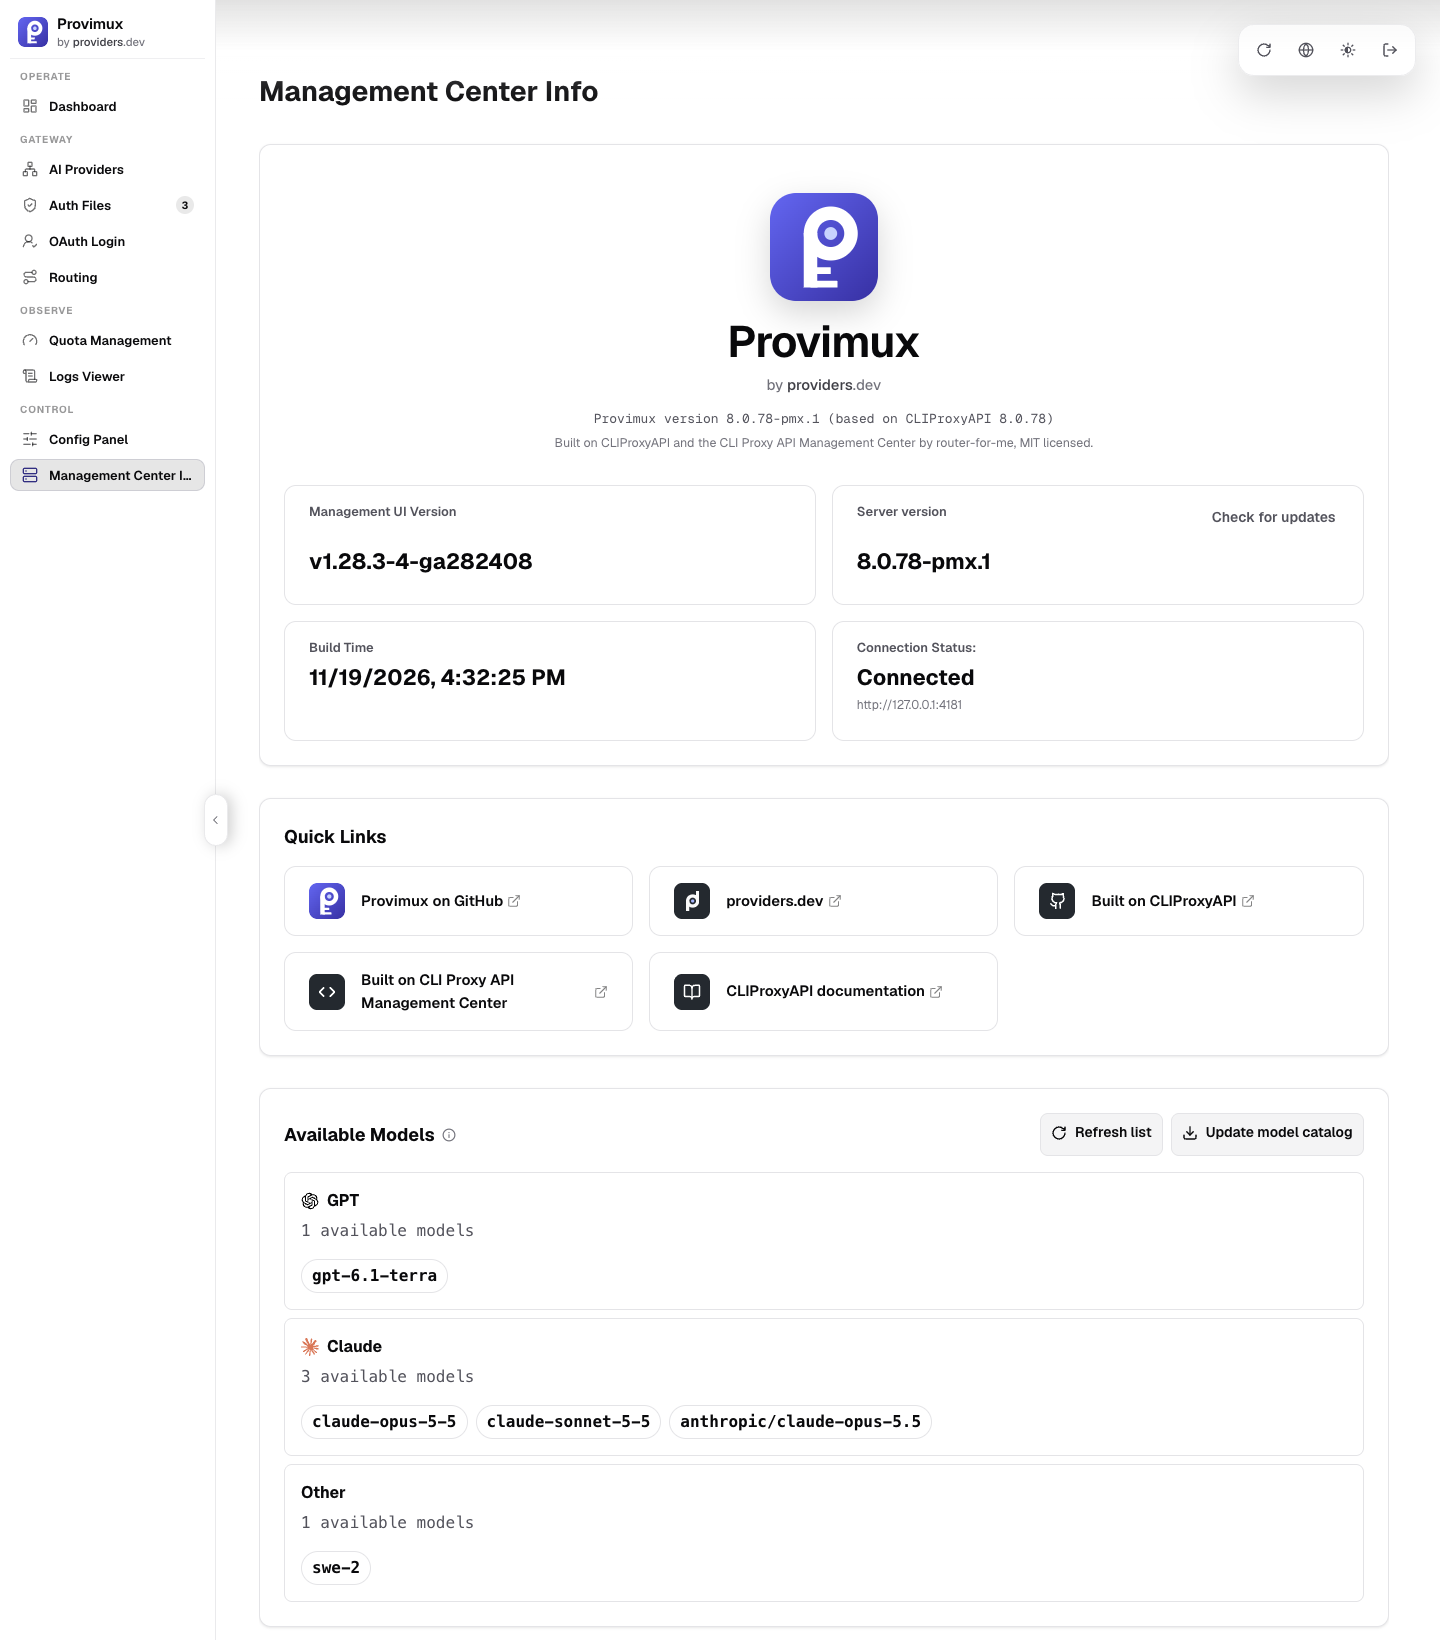 Provimux
by providers.dev
OPERATE
Dashboard
GATEWAY
AI Providers
Auth Files
3
OAuth Login
Routing
OBSERVE
Quota Management
Logs Viewer
CONTROL
Config Panel
Management Center I...
Management Center Info
Provimux
by providers.dev
Provimux version 8.0.78-pmx.1 (based on CLIProxyAPI 8.0.78)
Built on CLIProxyAPI and the CLI Proxy API Management Center by router-for-me, MIT licensed.
Management UI Version
v1.28.3-4-ga282408
Server version
Check for updates
8.0.78-pmx.1
Build Time
11/19/2026, 4:32:25 PM
Connection Status:
Connected
http://127.0.0.1:4181
Quick Links
Provimux on GitHub
providers.dev
Built on CLIProxyAPI
Built on CLI Proxy API
Management Center
CLIProxyAPI documentation
Available Models
Refresh list
Update model catalog
GPT
1 available models
gpt-6.1-terra
Claude
3 available models
claude-opus-5-5
claude-sonnet-5-5
anthropic/claude-opus-5.5
Other
1 available models
swe-2